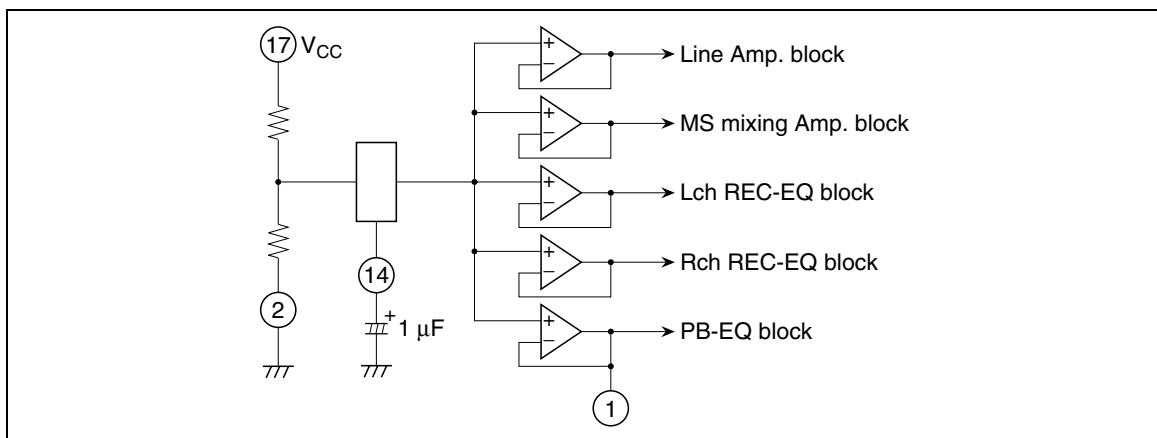 17 VCC
+
−
Line Amp. block
+
−
MS mixing Amp. block
+
−
Lch REC-EQ block
+
−
Rch REC-EQ block
14
2
+
1 μF
+
−
PB-EQ block
1